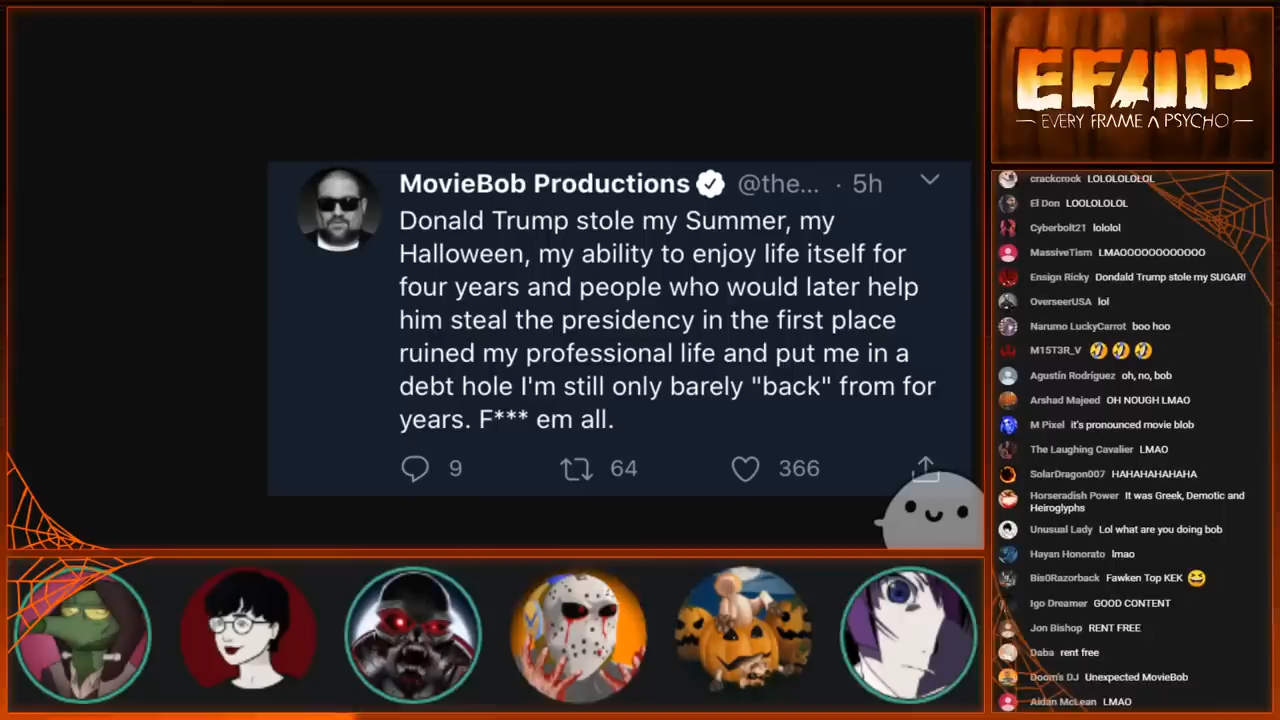 MovieBob Productions @the... · 5h
Donald Trump stole my Summer, my
Halloween, my ability to enjoy life itself for
four years and people who would later help
him steal the presidency in the first place
ruined my professional life and put me in a
debt hole I'm still only barely "back" from for
years. F*** em all.
9 64 366
EFAP
EVERY FRAME A PSYCHO
crackcrock LOLOLOLOLOL
El Don LOOLOLOLOL
Cyberbolt21 lololol
MassiveTism LMAOOOOOOOOOOOO
Ensign Ricky Dondald Trump stole my SUGAR!
OverseerUSA lol
Narumo LuckyCarrot boo hoo
M15T3R_V 🤣🤣🤣
Agustín Rodríguez oh, no, bob
Arshad Majeed OH NOUGH LMAO
M Pixel it's pronounced movie blob
The Laughing Cavalier LMAO
SolarDragon007 HAHAHAHAHAHA
Horseradish Power It was Greek, Demotic and
Heiroglyphs
Unusual Lady Lol what are you doing bob
Hayan Honorato lmao
Bis0Razorback Fawken Top KEK 😆
Igo Dreamer GOOD CONTENT
Jon Bishop RENT FREE
Daba rent free
Doom's DJ Unexpected MovieBob
Aidan McLean LMAO